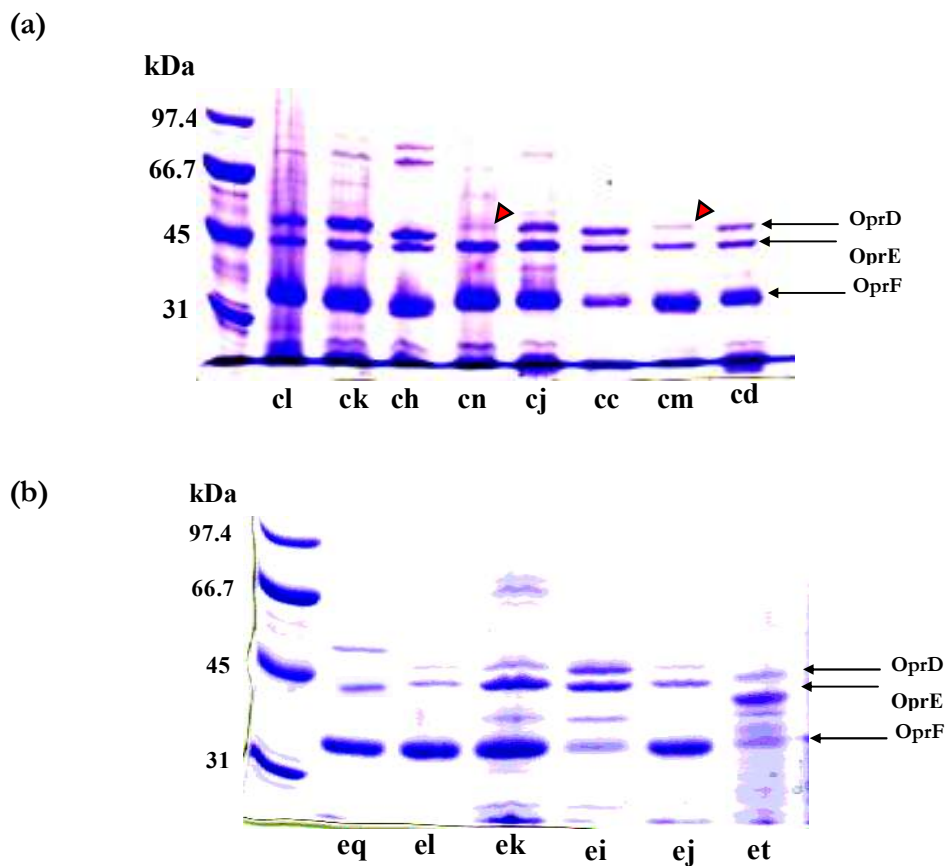 (a)
kDa
97.4
66.7
45
31
OprD
OprE
OprF
cl ck ch cn cj cc cm cd
(b)
kDa
97.4
66.7
45
31
OprD
OprE
OprF
eq el ek ei ej et